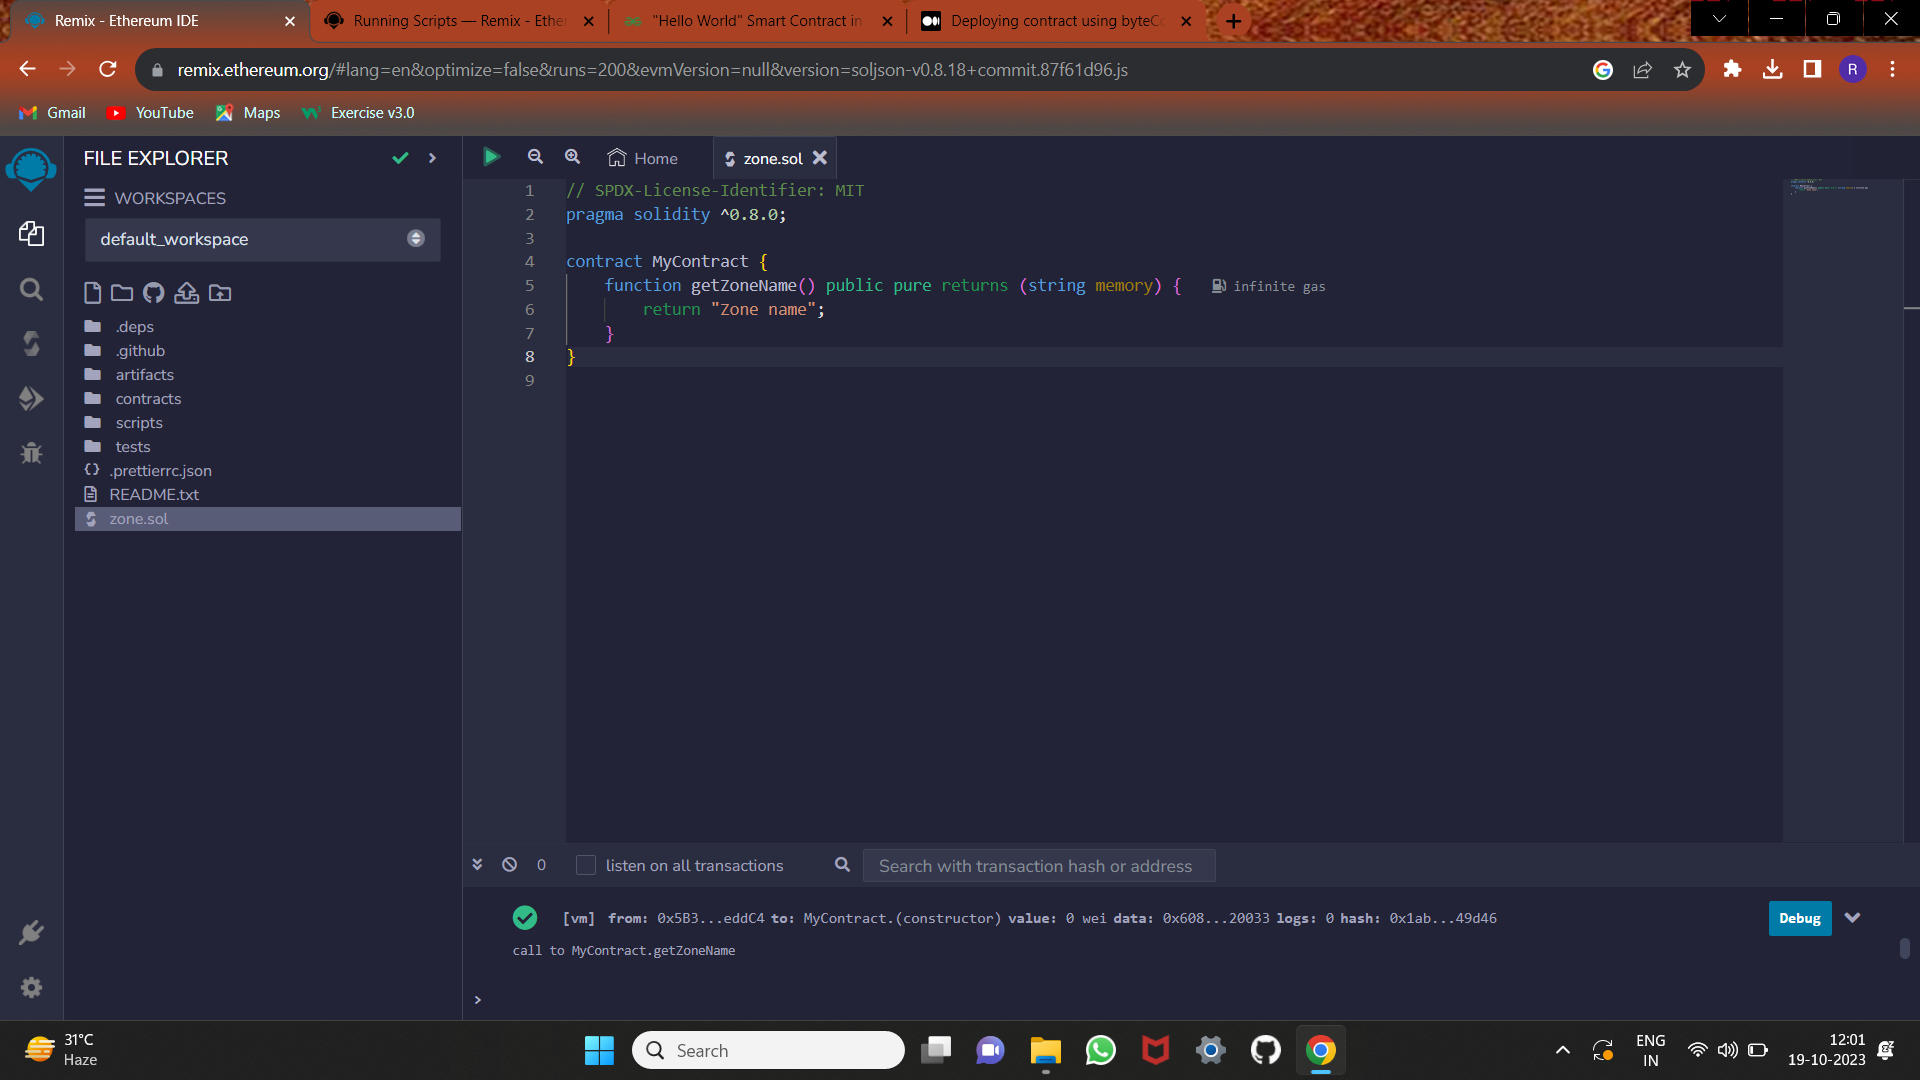 Remix - Ethereum IDE
Running Scripts — Remix - Ether
"Hello World" Smart Contract in
Deploying contract using byteCo
remix.ethereum.org/#lang=en&optimize=false&runs=200&evmVersion=null&version=soljson-v0.8.18+commit.87f61d96.js
R
Gmail
YouTube
Maps
Exercise v3.0
FILE EXPLORER
WORKSPACES
default_workspace
.deps
.github
artifacts
contracts
scripts
tests
.prettierrc.json
README.txt
zone.sol
Home
zone.sol
1 // SPDX-License-Identifier: MIT
2 pragma solidity ^0.8.0;
3
4 contract MyContract {
5 function getZoneName() public pure returns (string memory) { infinite gas
6 return "Zone name";
7 }
8 }
9
0
listen on all transactions
Search with transaction hash or address
[vm] from: 0x5B3...eddC4 to: MyContract.(constructor) value: 0 wei data: 0x608...20033 logs: 0 hash: 0x1ab...49d46
Debug
call to MyContract.getZoneName
>
31°C
Haze
Search
ENG
IN
12:01
19-10-2023